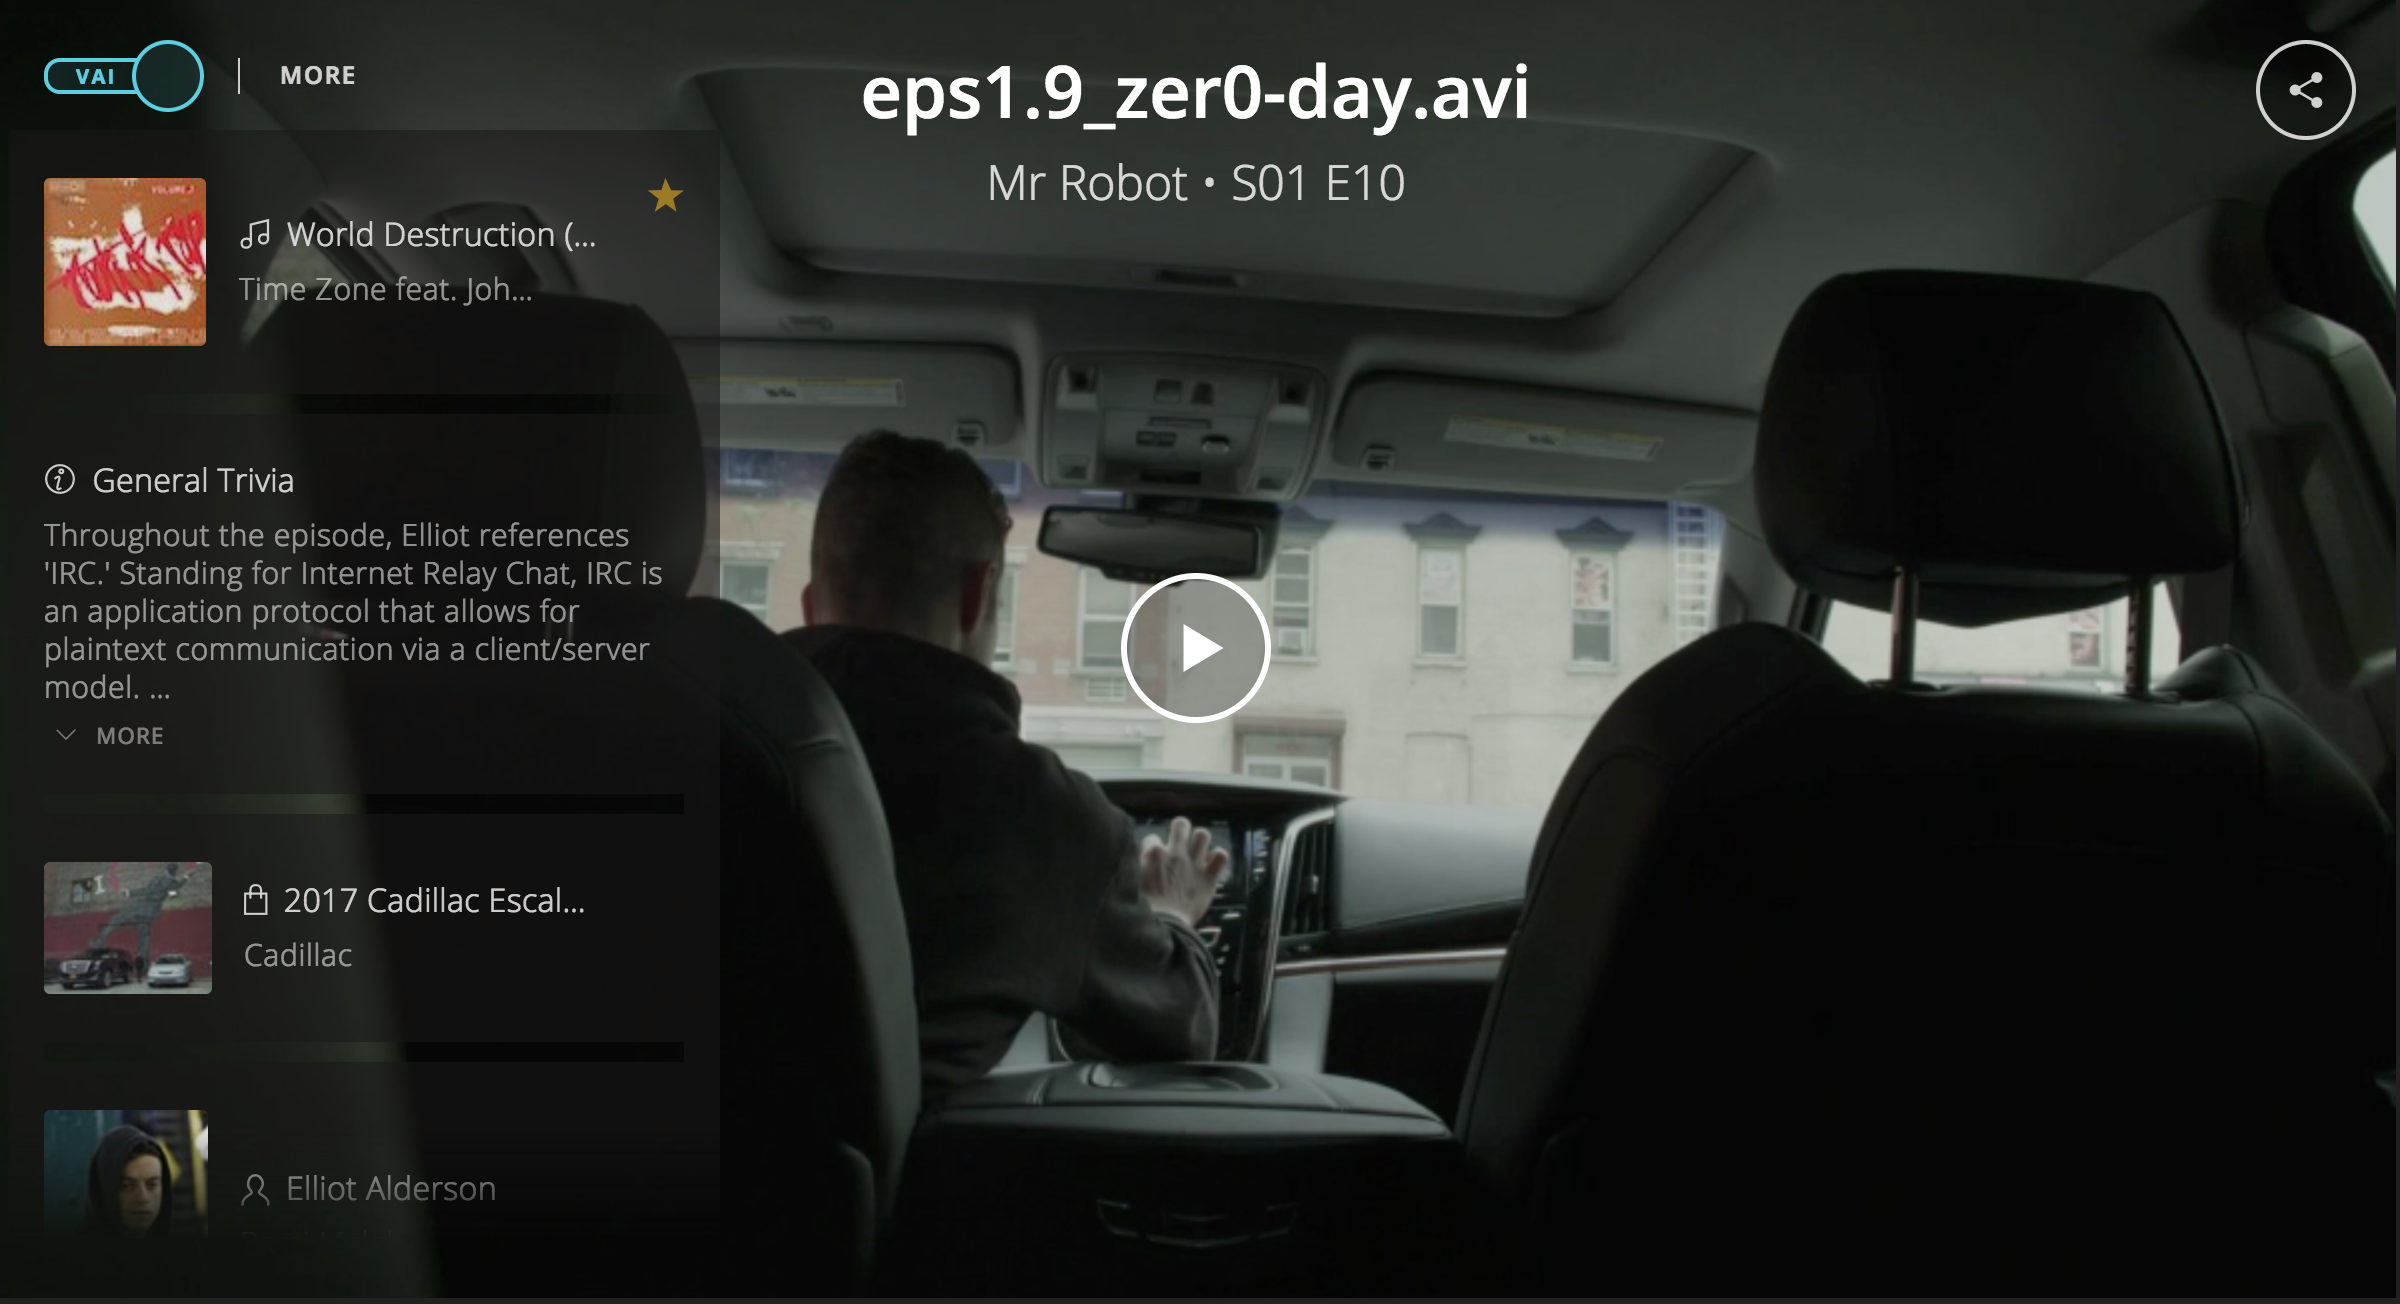 VAI
MORE
eps1.9_zer0-day.avi
Mr Robot • S01 E10
World Destruction (...
Time Zone feat. Joh...
General Trivia
Throughout the episode, Elliot references
'IRC.' Standing for Internet Relay Chat, IRC is
an application protocol that allows for
plaintext communication via a client/server
model. ...
MORE
2017 Cadillac Escal...
Cadillac
Elliot Alderson